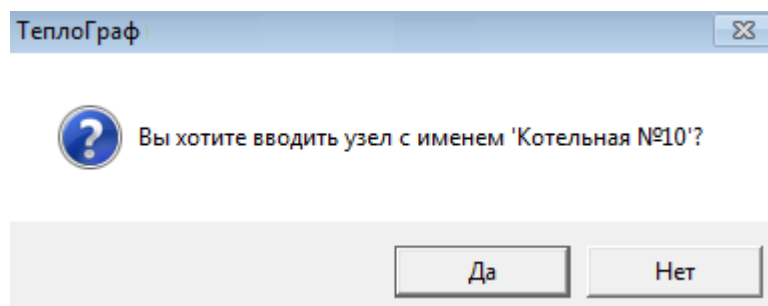 ТеплоГраф
Вы хотите вводить узел с именем 'Котельная №10'?
Да
Нет